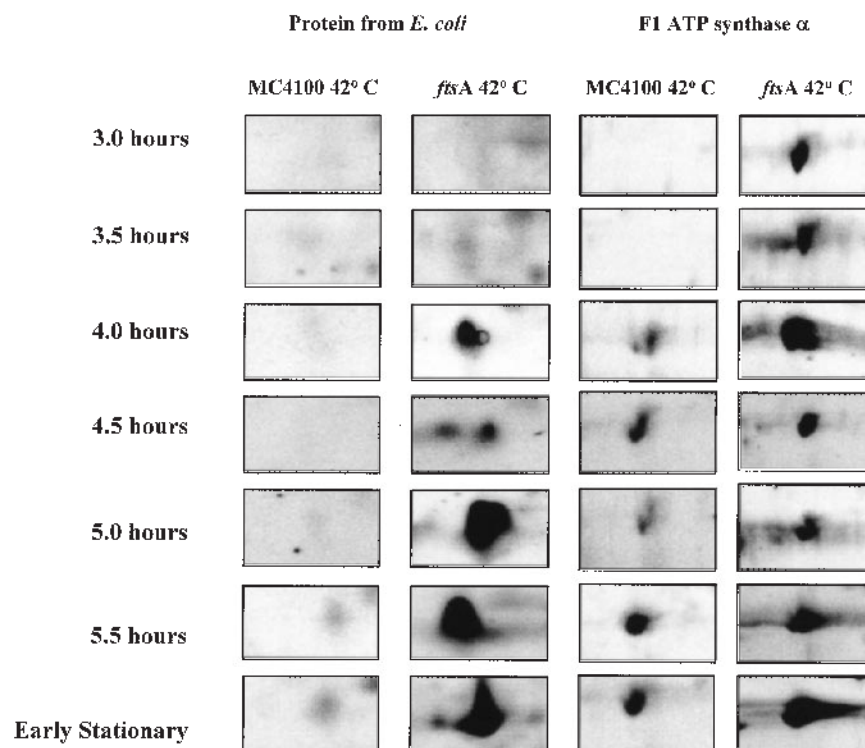 Protein from E. coli F1 ATP synthase α
MC4100 42° C ftsA 42° C MC4100 42° C ftsA 42° C
3.0 hours
3.5 hours
4.0 hours
4.5 hours
5.0 hours
5.5 hours
Early Stationary